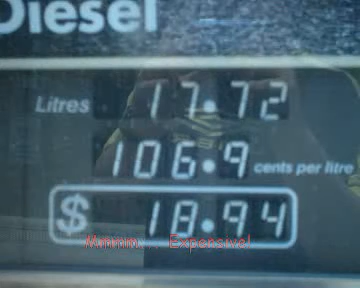 Diesel
Litres 17.72
106.9 cents per litre
$ 18.94
Mmmm... Expensive!